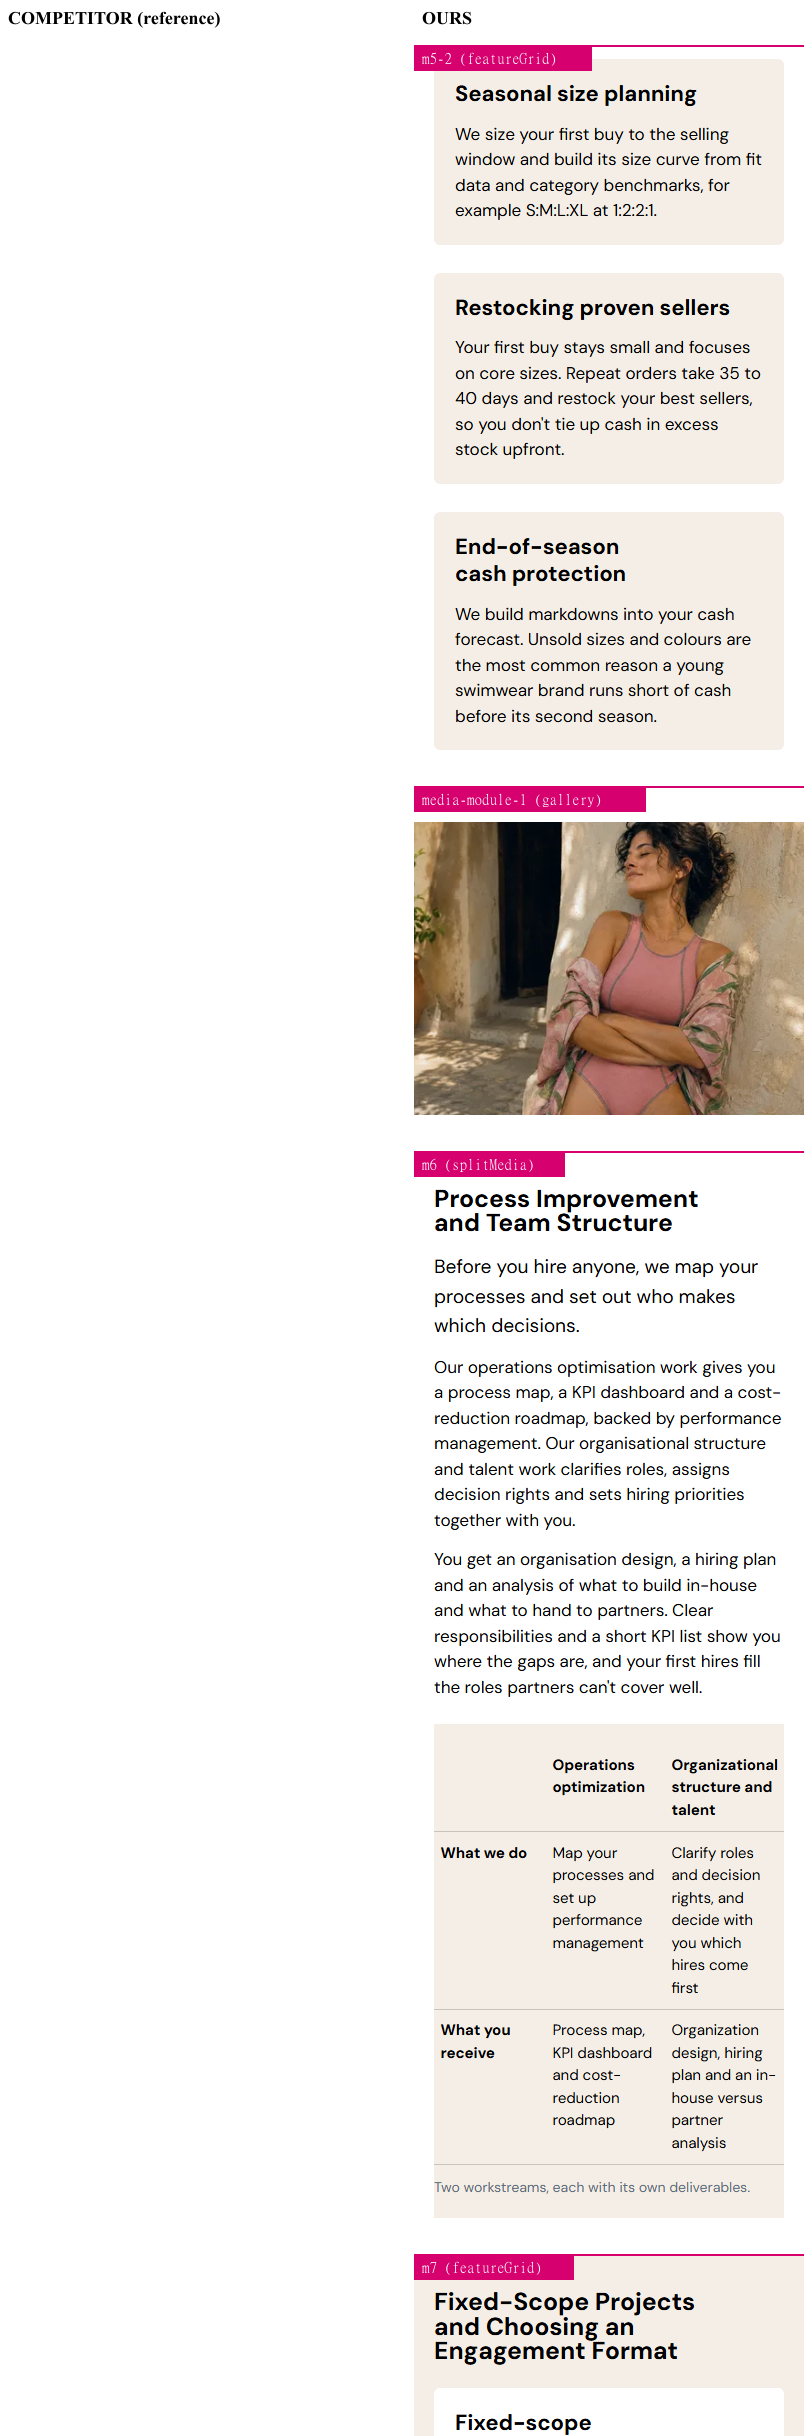 COMPETITOR (reference)
OURS
m5-2 (featureGrid)
Seasonal size planning
We size your first buy to the selling
window and build its size curve from fit
data and category benchmarks, for
example S:M:L:XL at 1:2:2:1.
Restocking proven sellers
Your first buy stays small and focuses
on core sizes. Repeat orders take 35 to
40 days and restock your best sellers,
so you don't tie up cash in excess
stock upfront.
End-of-season
cash protection
We build markdowns into your cash
forecast. Unsold sizes and colours are
the most common reason a young
swimwear brand runs short of cash
before its second season.
media-module-1 (gallery)
m6 (splitMedia)
Process Improvement
and Team Structure
Before you hire anyone, we map your
processes and set out who makes
which decisions.
Our operations optimisation work gives you
a process map, a KPI dashboard and a cost-
reduction roadmap, backed by performance
management. Our organisational structure
and talent work clarifies roles, assigns
decision rights and sets hiring priorities
together with you.
You get an organisation design, a hiring plan
and an analysis of what to build in-house
and what to hand to partners. Clear
responsibilities and a short KPI list show you
where the gaps are, and your first hires fill
the roles partners can't cover well.
Operations
optimization
Organizational
structure and
talent
What we do
Map your
processes and
set up
performance
management
Clarify roles
and decision
rights, and
decide with
you which
hires come
first
What you
receive
Process map,
KPI dashboard
and cost-
reduction
roadmap
Organization
design, hiring
plan and an in-
house versus
partner
analysis
Two workstreams, each with its own deliverables.
m7 (featureGrid)
Fixed-Scope Projects
and Choosing an
Engagement Format
Fixed-scope